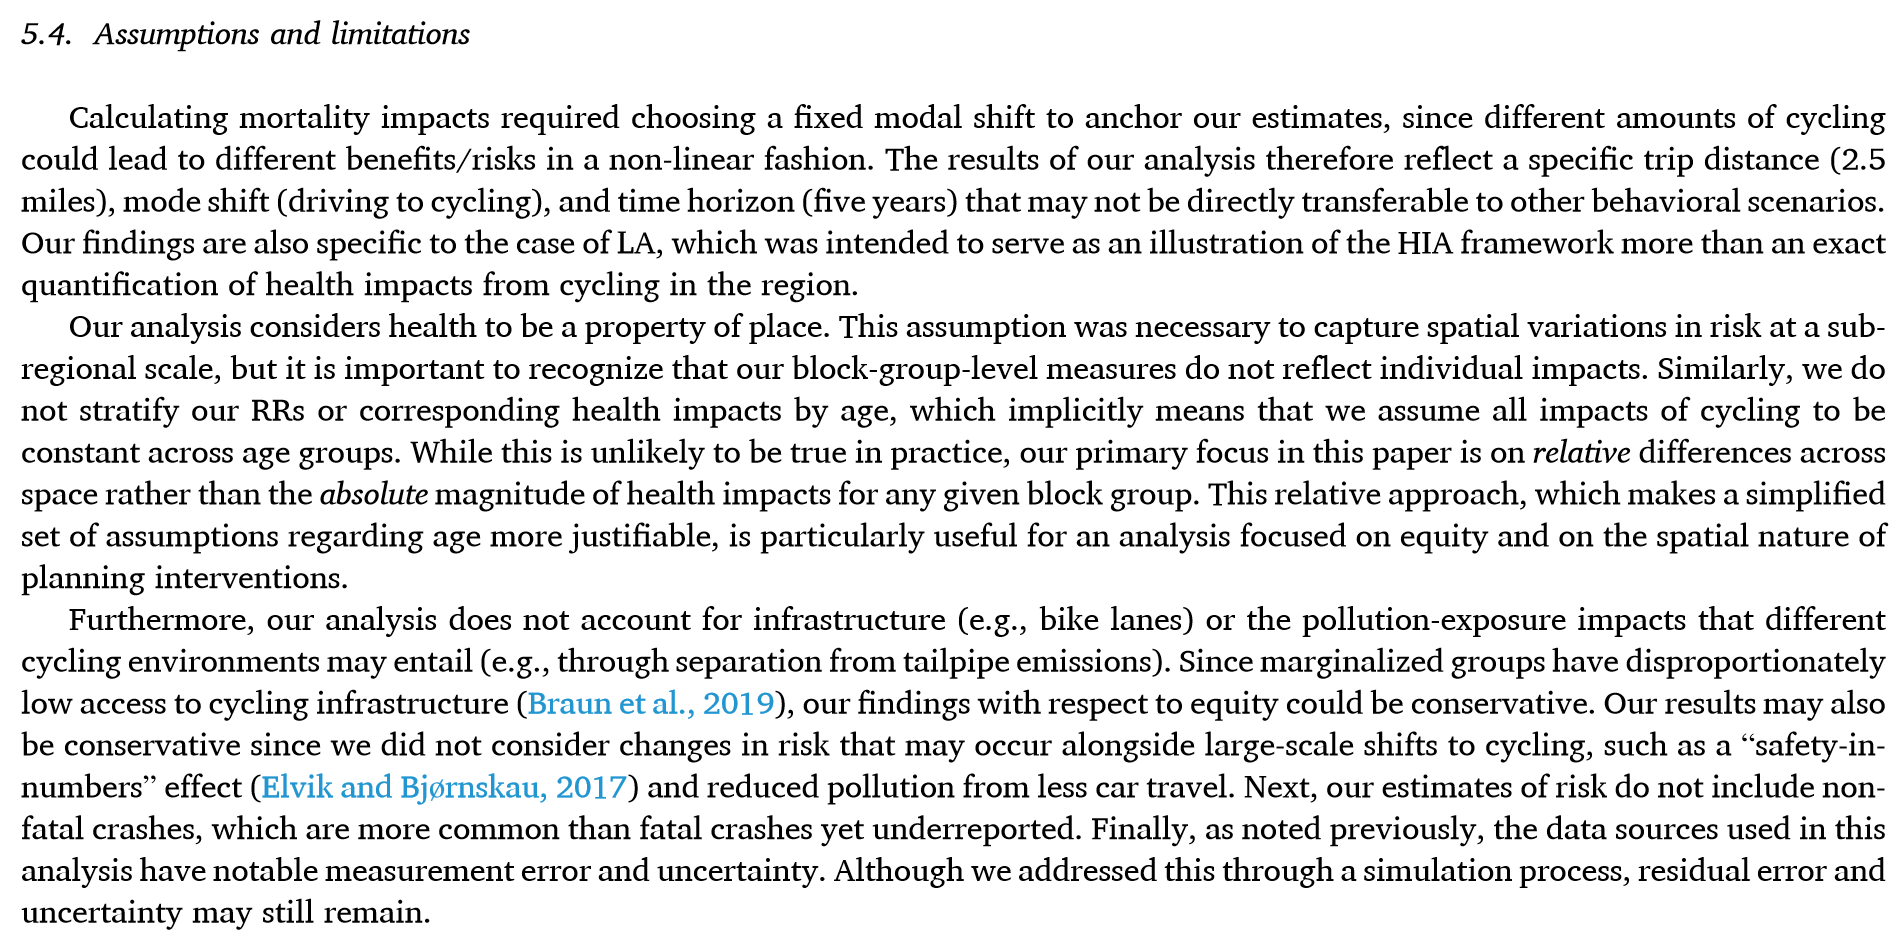 5.4. Assumptions and limitations
Calculating mortality impacts required choosing a fixed modal shift to anchor our estimates, since different amounts of cycling
could lead to different benefits/risks in a non-linear fashion. The results of our analysis therefore reflect a specific trip distance (2.5
miles), mode shift (driving to cycling), and time horizon (five years) that may not be directly transferable to other behavioral scenarios.
Our findings are also specific to the case of LA, which was intended to serve as an illustration of the HIA framework more than an exact
quantification of health impacts from cycling in the region.
Our analysis considers health to be a property of place. This assumption was necessary to capture spatial variations in risk at a sub-
regional scale, but it is important to recognize that our block-group-level measures do not reflect individual impacts. Similarly, we do
not stratify our RRs or corresponding health impacts by age, which implicitly means that we assume all impacts of cycling to be
constant across age groups. While this is unlikely to be true in practice, our primary focus in this paper is on relative differences across
space rather than the absolute magnitude of health impacts for any given block group. This relative approach, which makes a simplified
set of assumptions regarding age more justifiable, is particularly useful for an analysis focused on equity and on the spatial nature of
planning interventions.
Furthermore, our analysis does not account for infrastructure (e.g., bike lanes) or the pollution-exposure impacts that different
cycling environments may entail (e.g., through separation from tailpipe emissions). Since marginalized groups have disproportionately
low access to cycling infrastructure (Braun et al., 2019), our findings with respect to equity could be conservative. Our results may also
be conservative since we did not consider changes in risk that may occur alongside large-scale shifts to cycling, such as a “safety-in-
numbers” effect (Elvik and Bjørnskau, 2017) and reduced pollution from less car travel. Next, our estimates of risk do not include non-
fatal crashes, which are more common than fatal crashes yet underreported. Finally, as noted previously, the data sources used in this
analysis have notable measurement error and uncertainty. Although we addressed this through a simulation process, residual error and
uncertainty may still remain.